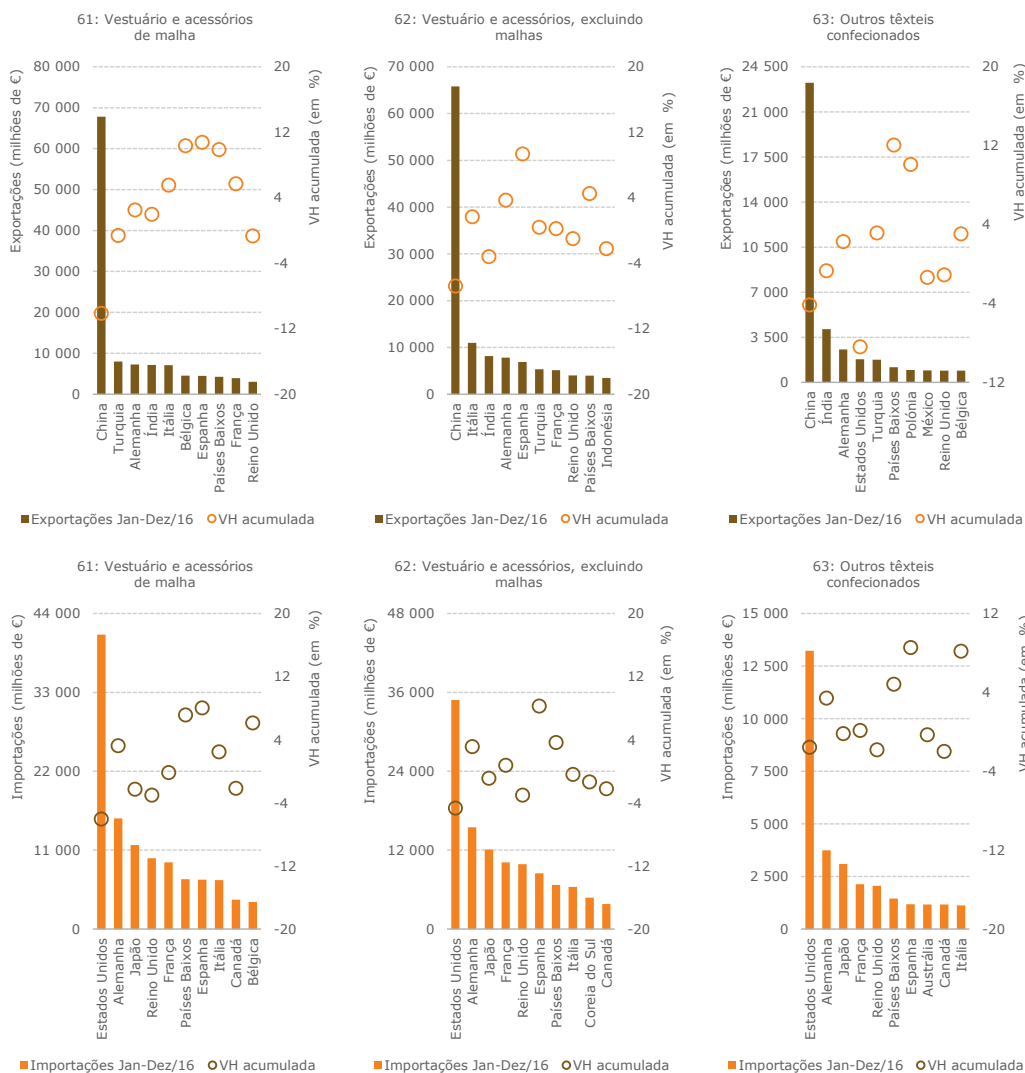 61: Vestuário e acessórios
de malha
80 000
70 000
60 000
50 000
40 000
30 000
20 000
10 000
0
Exportações (milhões de €)
20
12
4
-4
-12
-20
VH acumulada (em %)
China
Turquia
Alemanha
Índia
Itália
Bélgica
Espanha
Países Baixos
França
Reino Unido
Exportações Jan-Dez/16 VH acumulada
62: Vestuário e acessórios, excluindo
malhas
70 000
60 000
50 000
40 000
30 000
20 000
10 000
0
Exportações (milhões de €)
20
12
4
-4
-12
-20
VH acumulada (em %)
China
Itália
Índia
Alemanha
Espanha
Turquia
França
Reino Unido
Países Baixos
Indonésia
Exportações Jan-Dez/16 VH acumulada
63: Outros têxteis
confecionados
24 500
21 000
17 500
14 000
10 500
7 000
3 500
0
Exportações (milhões de €)
20
12
4
-4
-12
VH acumulada (em %)
China
Índia
Alemanha
Estados Unidos
Turquia
Países Baixos
Polónia
México
Reino Unido
Bélgica
Exportações Jan-Dez/16 VH acumulada
61: Vestuário e acessórios
de malha
44 000
33 000
22 000
11 000
0
Importações (milhões de €)
20
12
4
-4
-12
-20
VH acumulada (em %)
Estados Unidos
Alemanha
Japão
Reino Unido
França
Países Baixos
Espanha
Itália
Canadá
Bélgica
Importações Jan-Dez/16 VH acumulada
62: Vestuário e acessórios, excluindo
malhas
48 000
36 000
24 000
12 000
0
Importações (milhões de €)
20
12
4
-4
-12
-20
VH acumulada (em %)
Estados Unidos
Alemanha
Japão
França
Reino Unido
Espanha
Países Baixos
Itália
Coreia do Sul
Canadá
Importações Jan-Dez/16 VH acumulada
63: Outros têxteis
confecionados
15 000
12 500
10 000
7 500
5 000
2 500
0
Importações (milhões de €)
12
4
-4
-12
-20
VH acumulada (em %)
Estados Unidos
Alemanha
Japão
França
Reino Unido
Países Baixos
Espanha
Austrália
Canadá
Itália
Importações Jan-Dez/16 VH acumulada